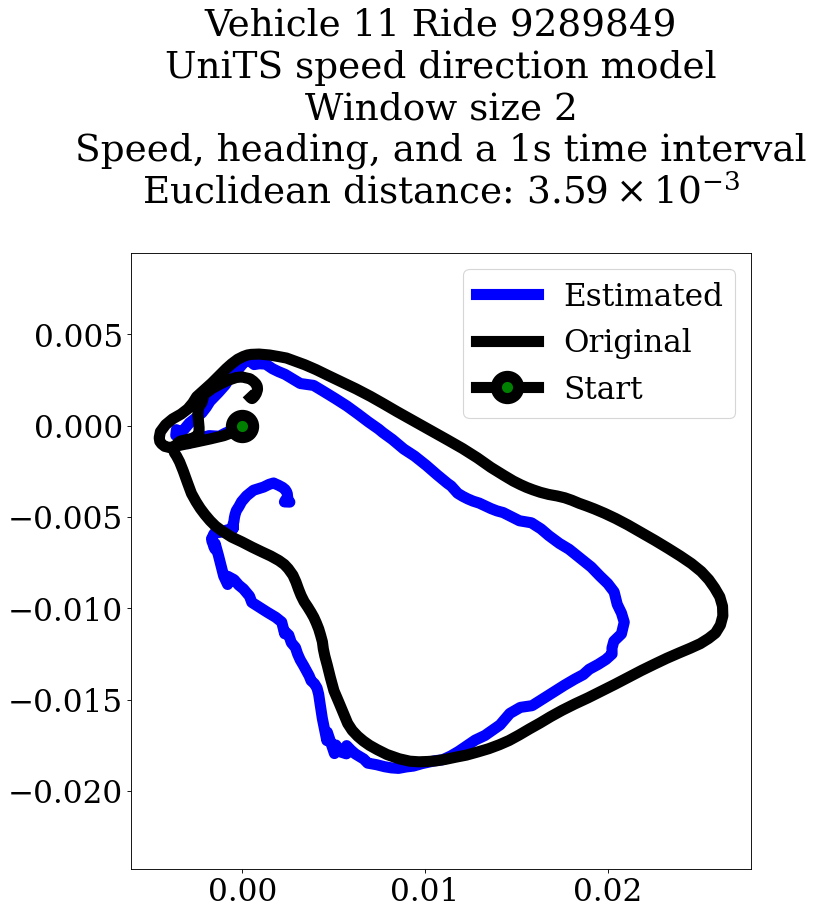 Vehicle 11 Ride 9289849
UniTS speed direction model
Window size 2
Speed, heading, and a 1s time interval
Euclidean distance: 3.59 × 10⁻³
Estimated
Original
Start
0.005
0.000
−0.005
−0.010
−0.015
−0.020
0.00 0.01 0.02